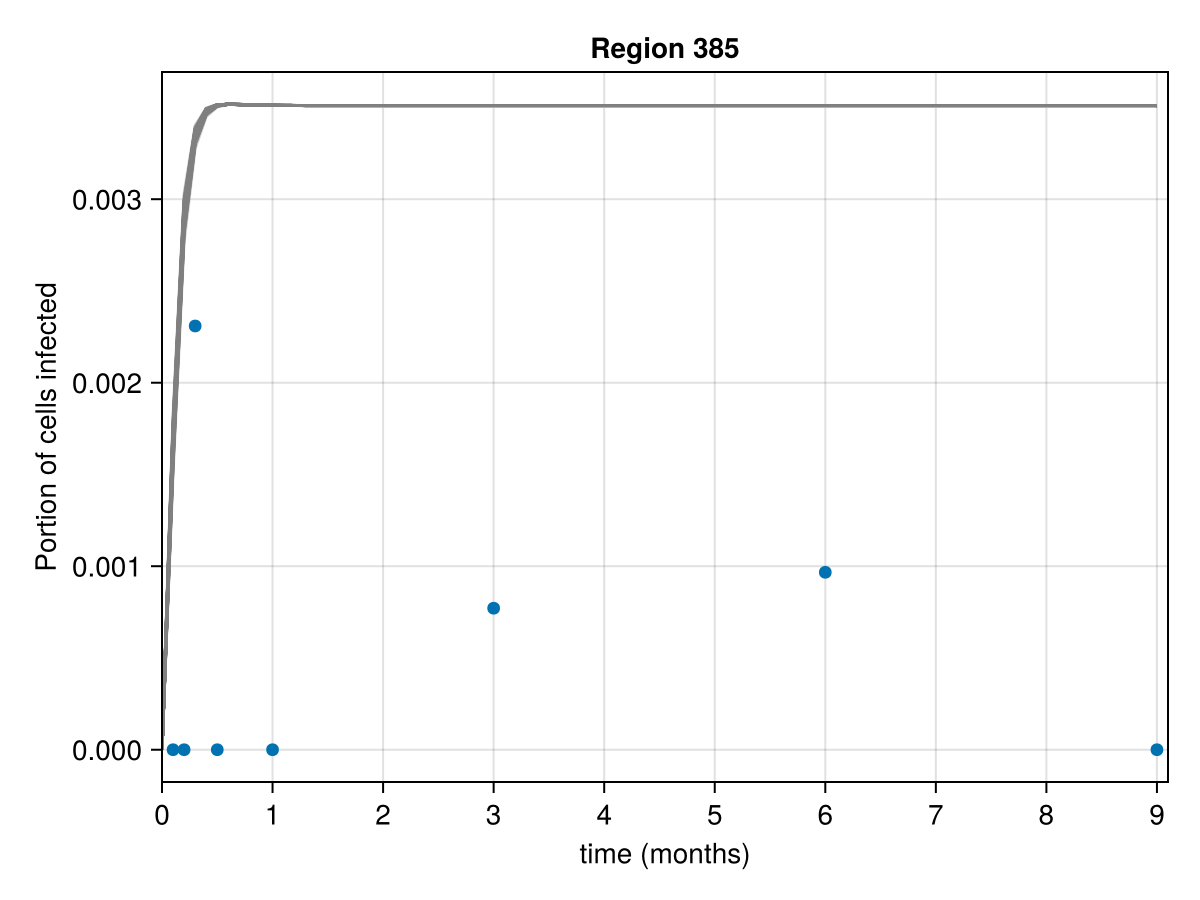 Region 385
Portion of cells infected
0.003
0.002
0.001
0.000
0 1 2 3 4 5 6 7 8 9
time (months)